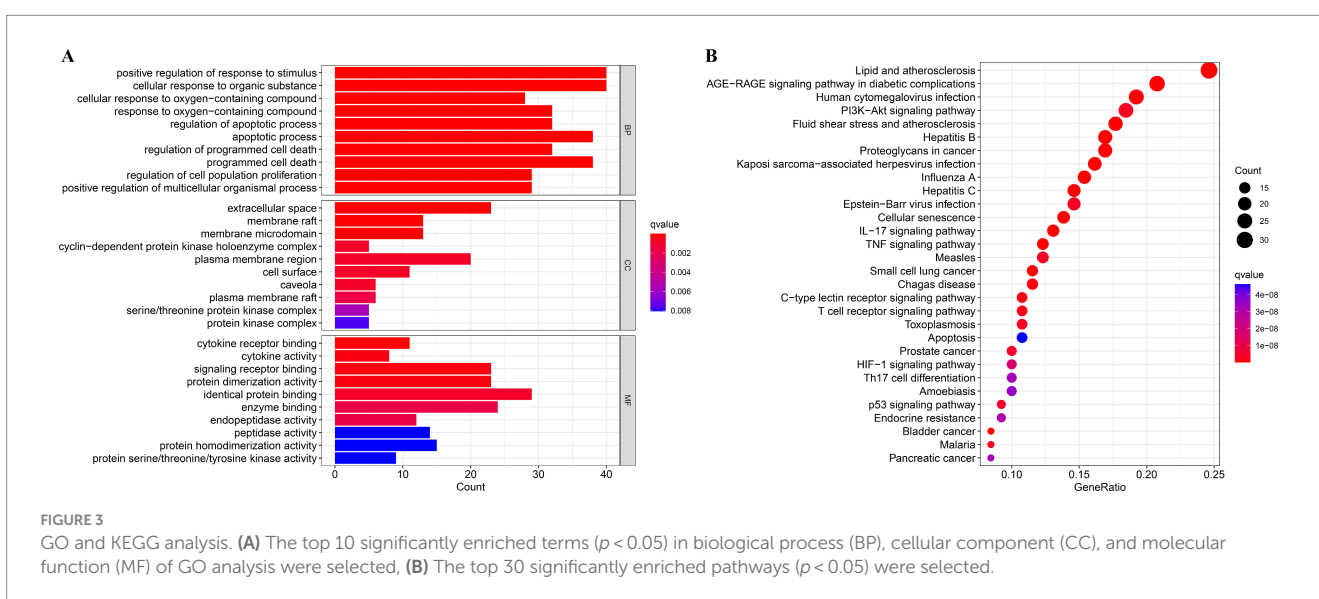 A
positive regulation of response to stimulus
cellular response to organic substance
cellular response to oxygen−containing compound
response to oxygen−containing compound
regulation of apoptotic process
apoptotic process
regulation of programmed cell death
programmed cell death
regulation of cell population proliferation
positive regulation of multicellular organismal process
BP
extracellular space
membrane raft
membrane microdomain
cyclin−dependent protein kinase holoenzyme complex
plasma membrane region
cell surface
caveola
plasma membrane raft
serine/threonine protein kinase complex
protein kinase complex
CC
cytokine receptor binding
cytokine activity
signaling receptor binding
protein dimerization activity
identical protein binding
enzyme binding
endopeptidase activity
peptidase activity
protein homodimerization activity
protein serine/threonine/tyrosine kinase activity
MF
0 10 20 30 40
Count
qvalue
0.002
0.004
0.006
0.008
B
Lipid and atherosclerosis
AGE−RAGE signaling pathway in diabetic complications
Human cytomegalovirus infection
PI3K−Akt signaling pathway
Fluid shear stress and atherosclerosis
Hepatitis B
Proteoglycans in cancer
Kaposi sarcoma−associated herpesvirus infection
Influenza A
Hepatitis C
Epstein−Barr virus infection
Cellular senescence
IL−17 signaling pathway
TNF signaling pathway
Measles
Small cell lung cancer
Chagas disease
C−type lectin receptor signaling pathway
T cell receptor signaling pathway
Toxoplasmosis
Apoptosis
Prostate cancer
HIF−1 signaling pathway
Th17 cell differentiation
Amoebiasis
p53 signaling pathway
Endocrine resistance
Bladder cancer
Malaria
Pancreatic cancer
0.10 0.15 0.20 0.25
GeneRatio
Count
15
20
25
30
qvalue
4e−08
3e−08
2e−08
1e−08
FIGURE 3
GO and KEGG analysis. (A) The top 10 significantly enriched terms (p < 0.05) in biological process (BP), cellular component (CC), and molecular
function (MF) of GO analysis were selected, (B) The top 30 significantly enriched pathways (p < 0.05) were selected.